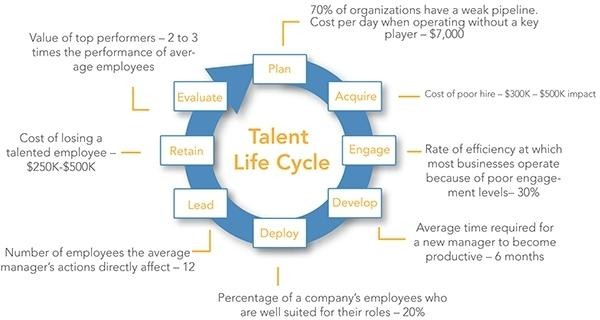 70% of organizations have a weak pipeline.
Cost per day when operating without a key
player – $7,000
Value of top performers – 2 to 3
times the performance of aver-
age employees
Plan
Evaluate
Acquire
Cost of poor hire – $300K – $500K impact
Talent
Life Cycle
Cost of losing a
talented employee –
$250K-$500K
Retain
Engage
Rate of efficiency at which
most businesses operate
because of poor engage-
ment levels– 30%
Lead
Develop
Deploy
Average time required for
a new manager to become
productive – 6 months
Number of employees the average
manager's actions directly affect – 12
Percentage of a company's employees who
are well suited for their roles – 20%